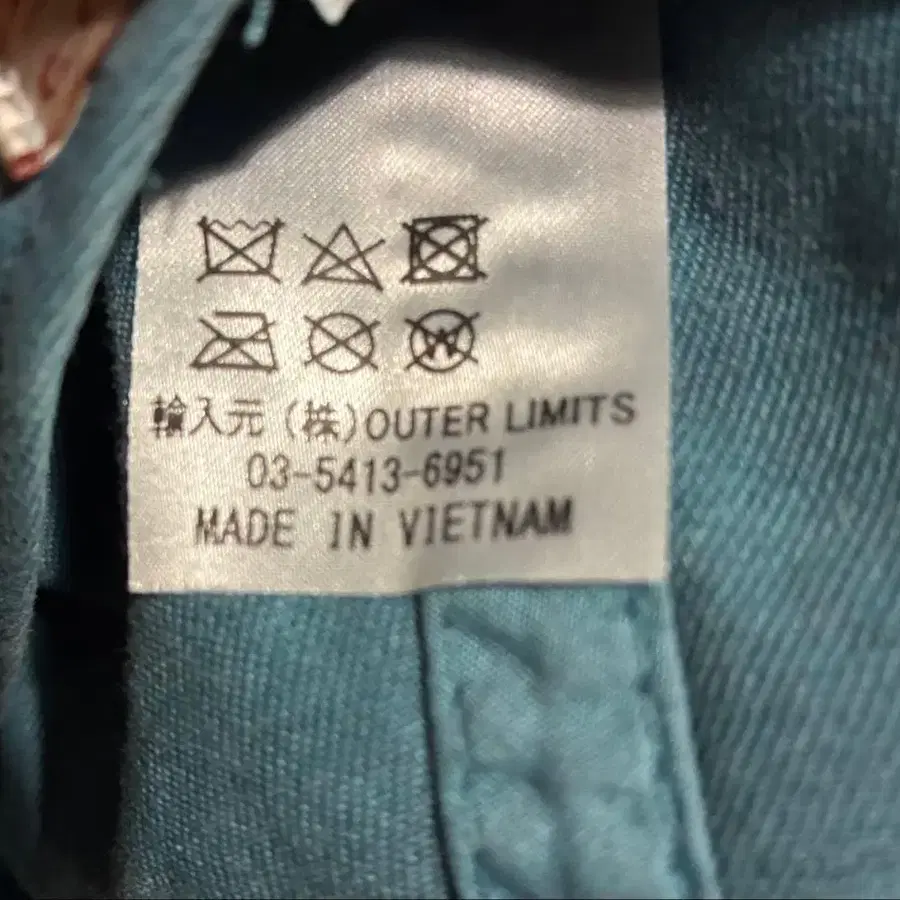 輸入元 (株)OUTER LIMITS
03-5413-6951
MADE IN VIETNAM